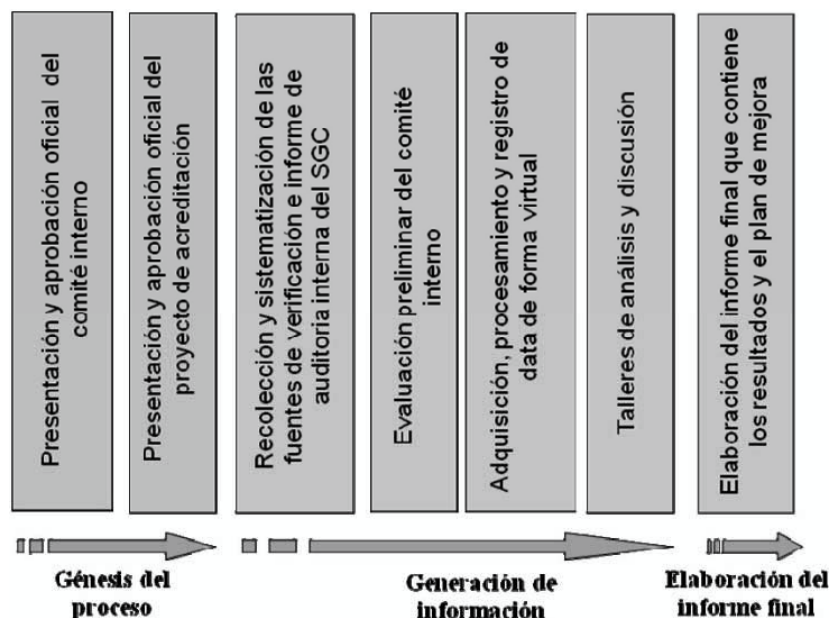 Presentación y aprobación oficial del
comité interno
Presentación y aprobación oficial del
proyecto de acreditación
Recolección y sistematización de las
fuentes de verificación e informe de
auditoria interna del SGC
Evaluación preliminar del comité
interno
Adquisición, procesamiento y registro de
data de forma virtual
Talleres de análisis y discusión
Elaboración del informe final que contiene
los resultados y el plan de mejora
Génesis del
proceso
Generación de
información
Elaboración del
informe final